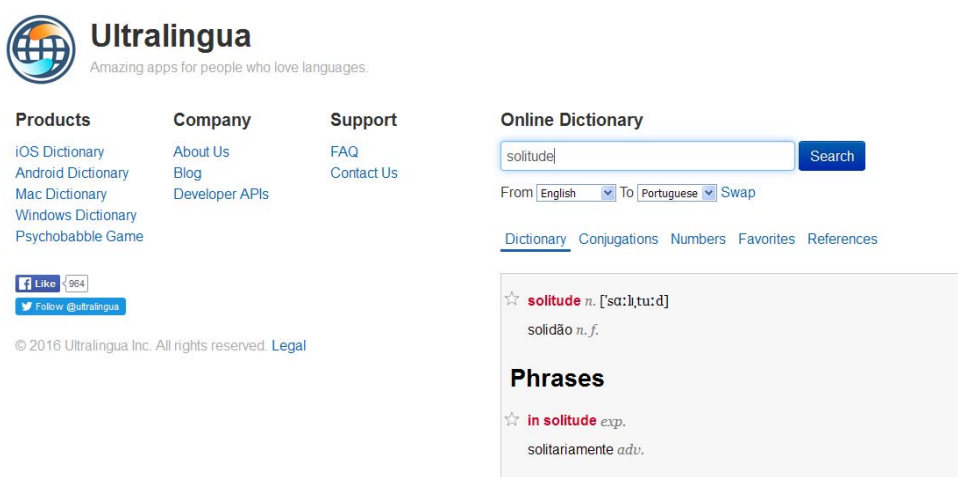 Ultralingua
Amazing apps for people who love languages.
Products
iOS Dictionary
Android Dictionary
Mac Dictionary
Windows Dictionary
Psychobabble Game
Company
About Us
Blog
Developer APIs
Support
FAQ
Contact Us
Like 964
Follow @ultralingua
© 2016 Ultralingua Inc. All rights reserved. Legal
Online Dictionary
solitude Search
From English To Portuguese Swap
Dictionary Conjugations Numbers Favorites References
solitude n. ['sɑːlɪˌtuːd]
solidão n. f.
Phrases
in solitude exp.
solitariamente adv.